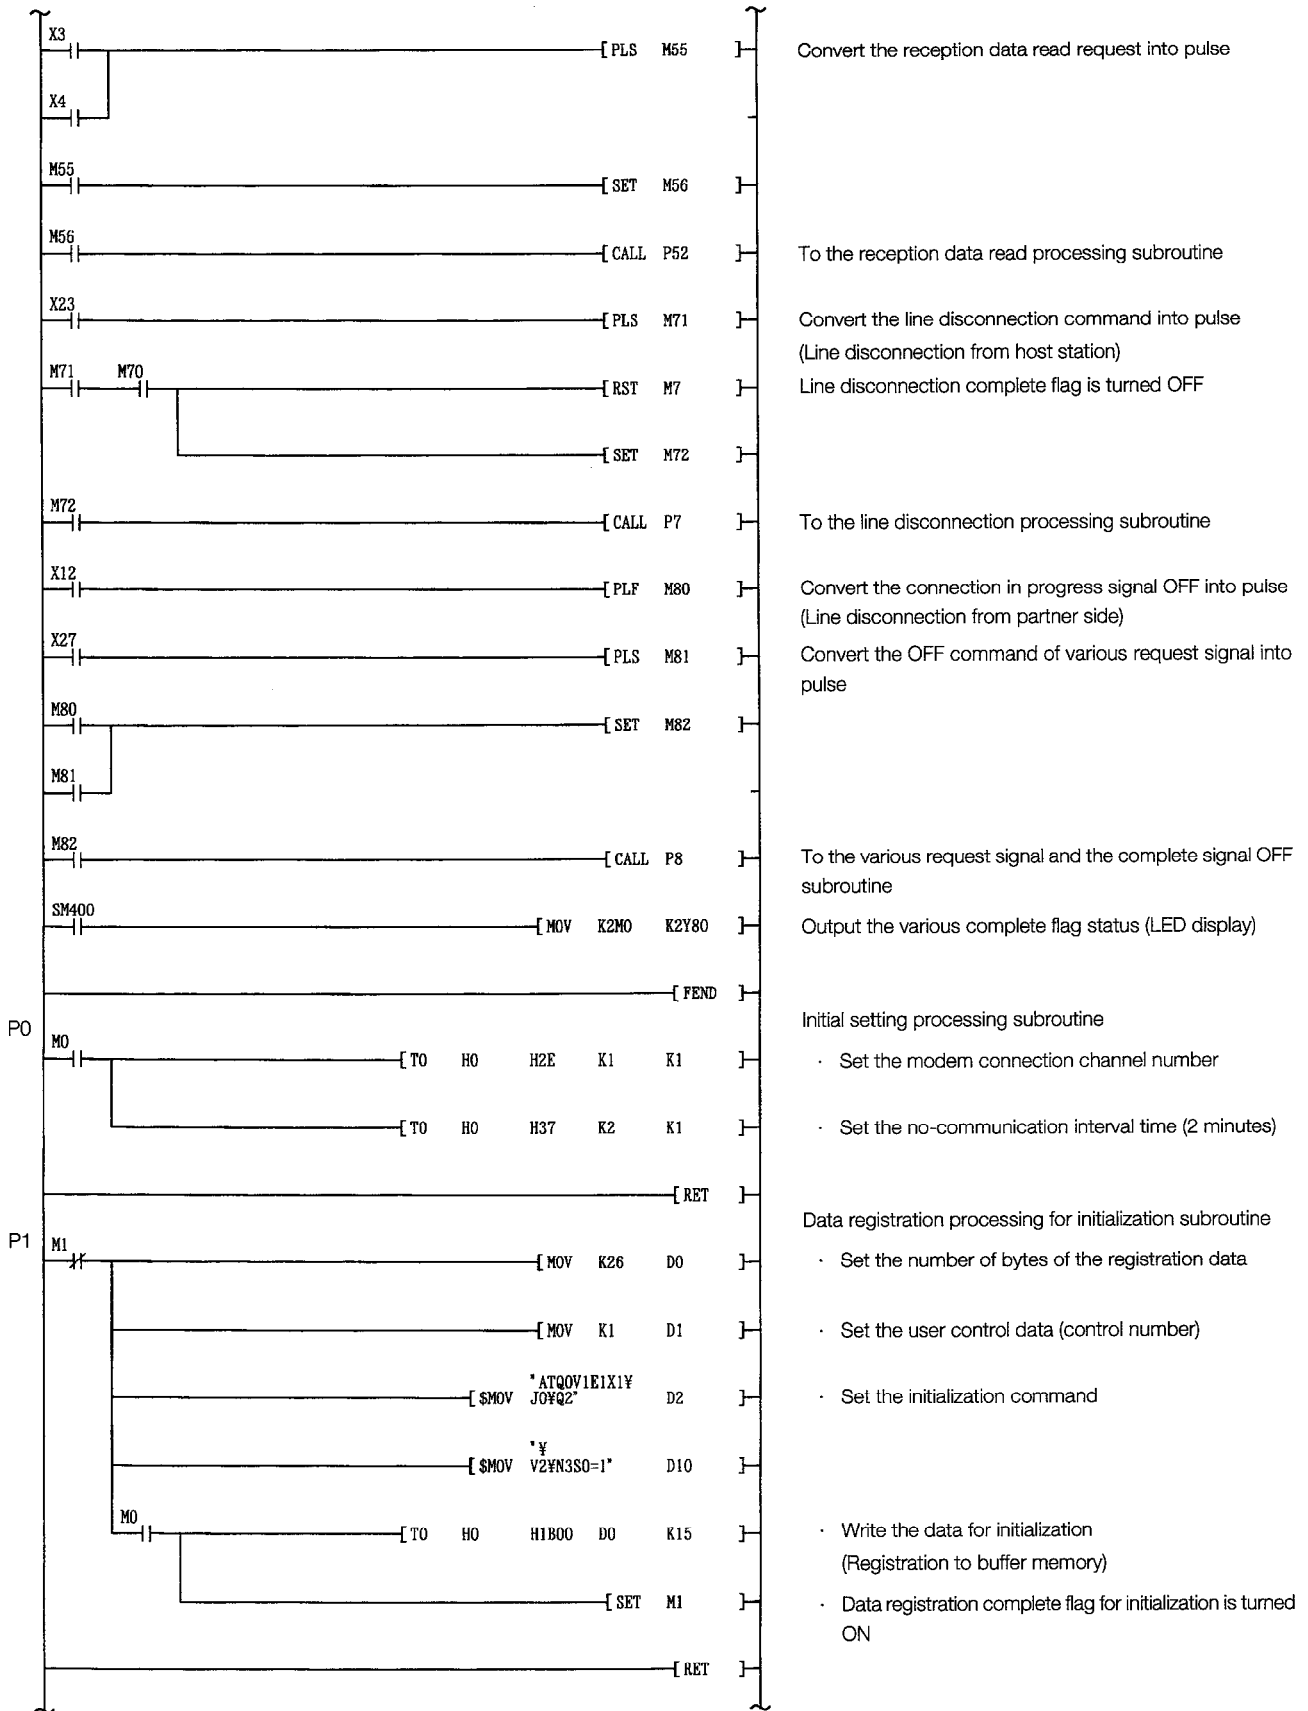 X3
[ PLS M55 ] Convert the reception data read request into pulse
X4
M55
[ SET M56 ]
M56
[ CALL P52 ] To the reception data read processing subroutine
X23
[ PLS M71 ] Convert the line disconnection command into pulse
(Line disconnection from host station)
M71 M70
[ RST M7 ] Line disconnection complete flag is turned OFF
[ SET M72 ]
M72
[ CALL P7 ] To the line disconnection processing subroutine
X12
[ PLF M80 ] Convert the connection in progress signal OFF into pulse
(Line disconnection from partner side)
X27
[ PLS M81 ] Convert the OFF command of various request signal into
pulse
M80
[ SET M82 ]
M81
M82
[ CALL P8 ] To the various request signal and the complete signal OFF
subroutine
SM400
[ MOV K2M0 K2Y80 ] Output the various complete flag status (LED display)
[ FEND ]
Initial setting processing subroutine
P0
M0
[ TO H0 H2E K1 K1 ] · Set the modem connection channel number
[ TO H0 H37 K2 K1 ] · Set the no-communication interval time (2 minutes)
[ RET ]
Data registration processing for initialization subroutine
P1 M1
[ MOV K26 D0 ] · Set the number of bytes of the registration data
[ MOV K1 D1 ] · Set the user control data (control number)
"ATQ0V1E1X1¥
[ $MOV J0¥Q2" D2 ] · Set the initialization command
"¥
[ $MOV V2¥N3S0=1" D10 ]
M0
[ TO H0 H1B00 D0 K15 ] · Write the data for initialization
(Registration to buffer memory)
[ SET M1 ] · Data registration complete flag for initialization is turned
ON
[ RET ]